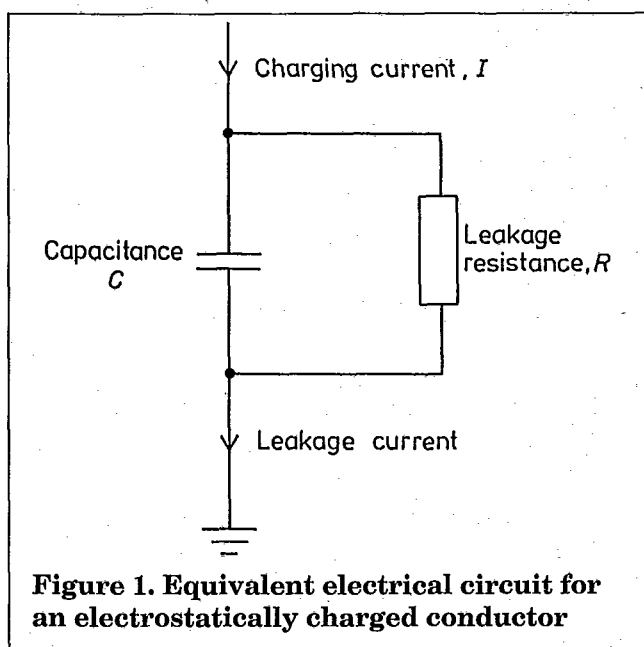 Charging current, I
Capacitance
C
Leakage
resistance, R
Leakage current
Figure 1. Equivalent electrical circuit for
an electrostatically charged conductor